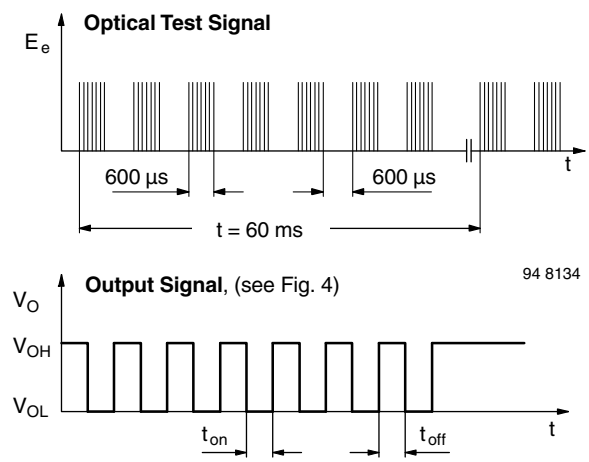 Optical Test Signal
E e
t
600 µs
600 µs
t = 60 ms
94 8134
Output Signal, (see Fig. 4)
V O
V OH
V OL
t
t on
t off